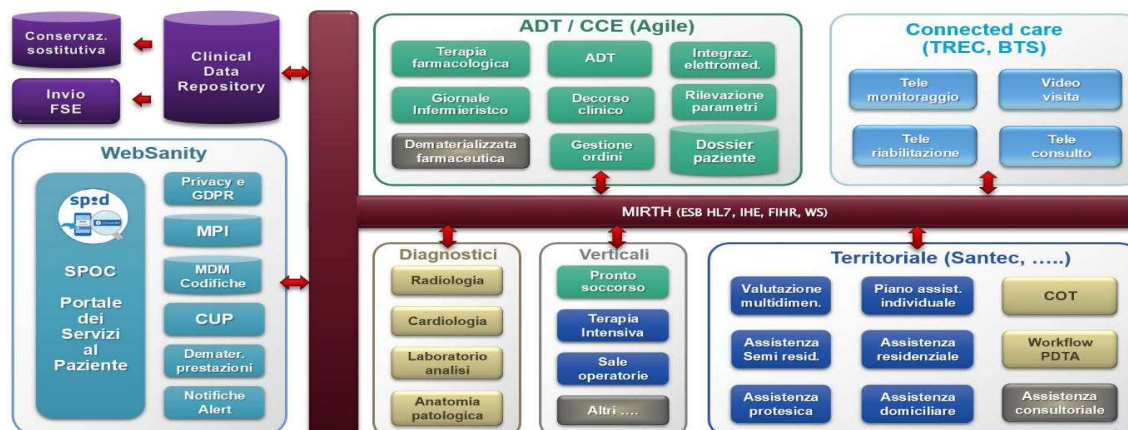 Conservaz.
sostitutiva
Invio
FSE
Clinical
Data
Repository
WebSanity
spid
SPOC
Portale
dei
Servizi
al
Paziente
Privacy e
GDPR
MPI
MDM
Codifiche
CUP
Demater.
prestazioni
Notifiche
Alert
ADT / CCE (Agile)
Terapia
farmacologica
ADT
Integraz.
elettromed.
Giornale
Infermieristco
Decorso
clinico
Rilevazione
parametri
Dematerializzata
farmaceutica
Gestione
ordini
Dossier
paziente
Connected care
(TREC, BTS)
Tele
monitoraggio
Video
visita
Tele
riabilitazione
Tele
consulto
MIRTH (ESB HL7, IHE, FIHR, WS)
Diagnostici
Radiologia
Cardiologia
Laboratorio
analisi
Anatomia
patologica
Verticali
Pronto
soccorso
Terapia
Intensiva
Sale
operatorie
Altri ....
Territoriale (Santec, .....)
Valutazione
multidimen.
Piano assist.
individuale
COT
Assistenza
Semi resid.
Assistenza
residenziale
Workflow
PDTA
Assistenza
protesica
Assistenza
domiciliare
Assistenza
consultoriale